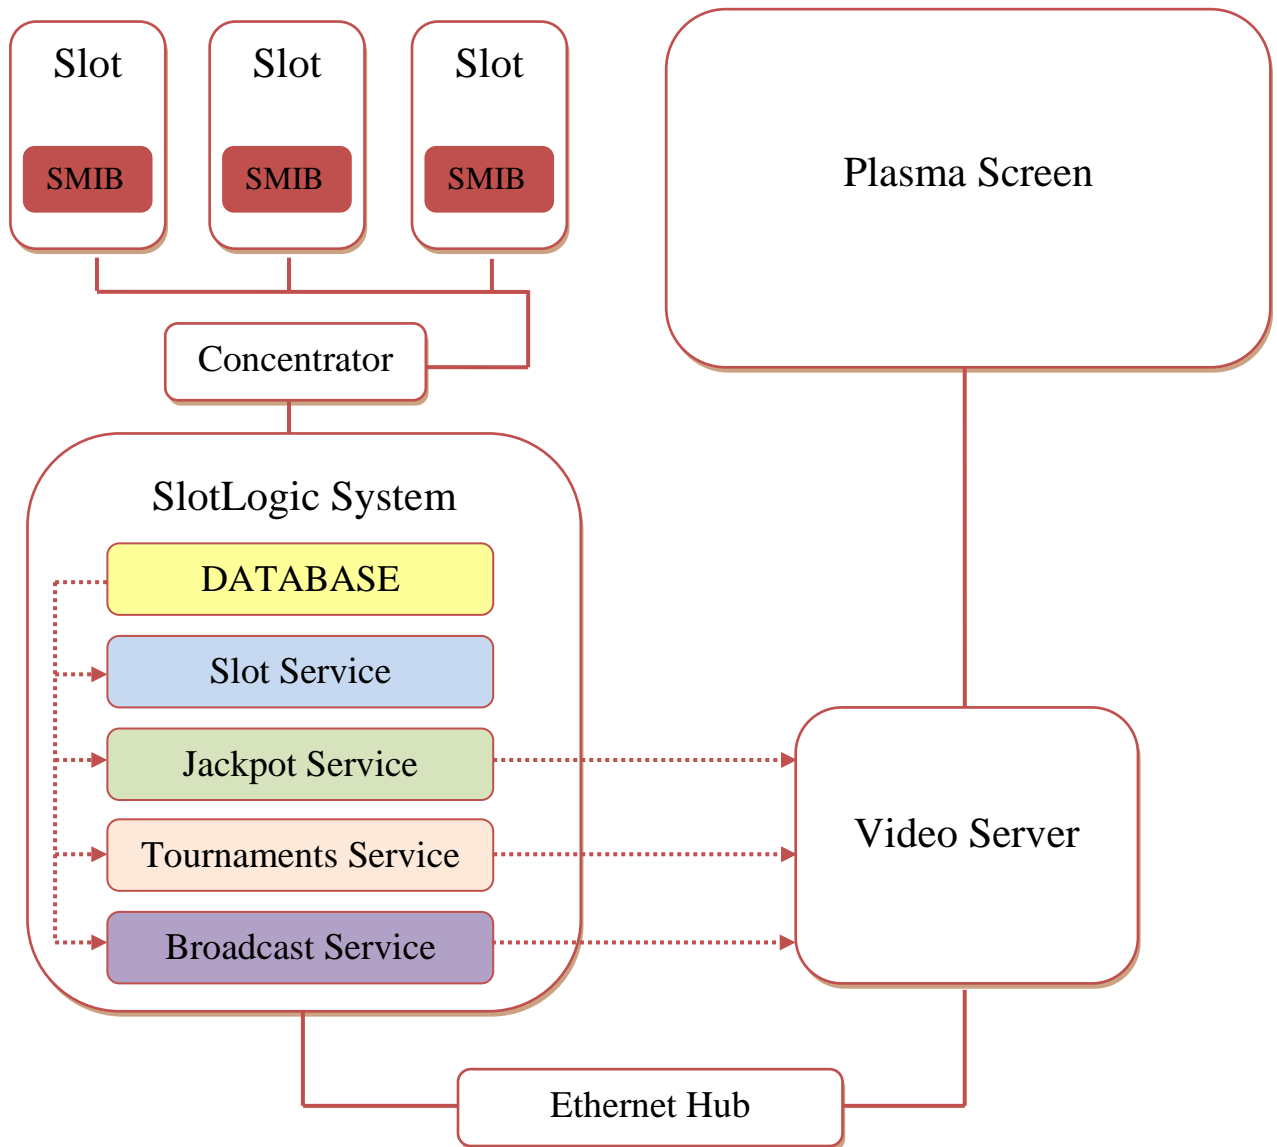 Slot
Slot
Slot
SMIB
SMIB
SMIB
Plasma Screen
Concentrator
SlotLogic System
DATABASE
Slot Service
Jackpot Service
Tournaments Service
Broadcast Service
Video Server
Ethernet Hub